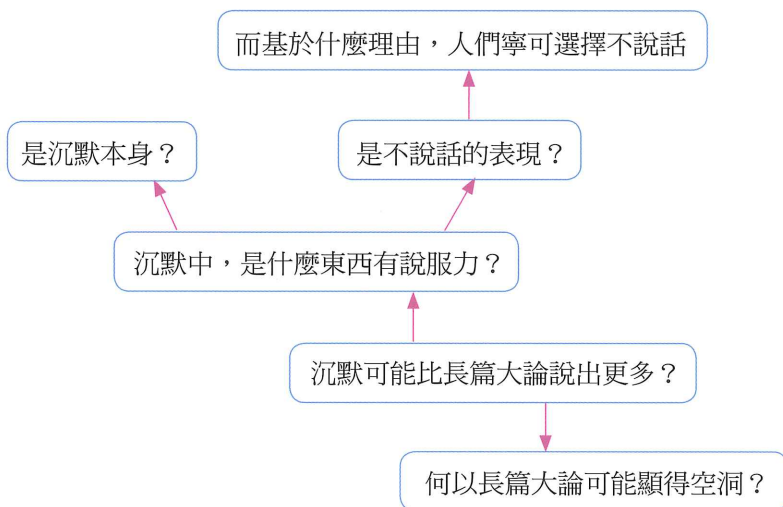 而基於什麼理由，人們寧可選擇不說話
是沉默本身？
是不說話的表現？
沉默中，是什麼東西有說服力？
沉默可能比長篇大論說出更多？
何以長篇大論可能顯得空洞？